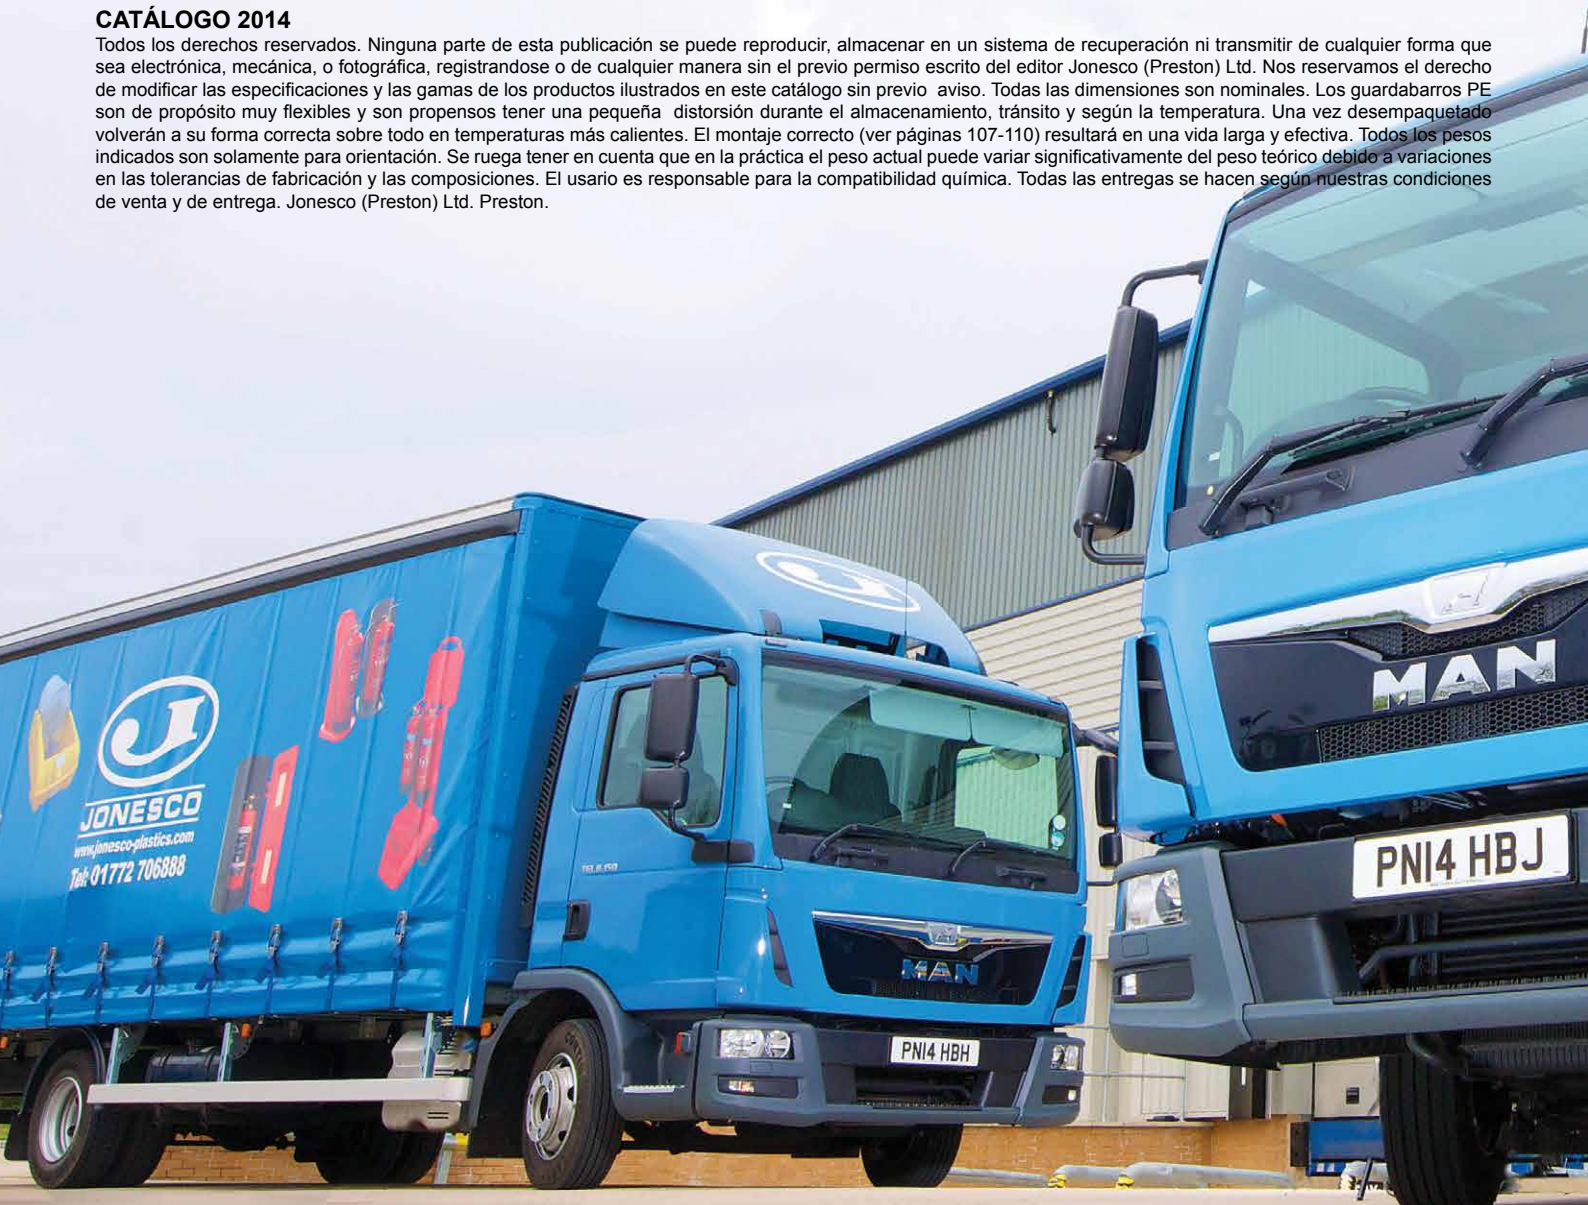 CATÁLOGO 2014
Todos los derechos reservados. Ninguna parte de esta publicación se puede reproducir, almacenar en un sistema de recuperación ni transmitir de cualquier forma que
sea electrónica, mecánica, o fotográfica, registrandose o de cualquier manera sin el previo permiso escrito del editor Jonesco (Preston) Ltd. Nos reservamos el derecho
de modificar las especificaciones y las gamas de los productos ilustrados en este catálogo sin previo  aviso. Todas las dimensiones son nominales. Los guardabarros PE
son de propósito muy flexibles y son propensos tener una pequeña  distorsión durante el almacenamiento, tránsito y según la temperatura. Una vez desempaquetado
volverán a su forma correcta sobre todo en temperaturas más calientes. El montaje correcto (ver páginas 107-110) resultará en una vida larga y efectiva. Todos los pesos
indicados son solamente para orientación. Se ruega tener en cuenta que en la práctica el peso actual puede variar significativamente del peso teórico debido a variaciones
en las tolerancias de fabricación y las composiciones. El usario es responsable para la compatibilidad química. Todas las entregas se hacen según nuestras condiciones
de venta y de entrega. Jonesco (Preston) Ltd. Preston.
J
JONESCO
www.jonesco-plastics.com
Tel: 01772 706888
J
MAN
PN14 HBH
MAN
PN14 HBJ